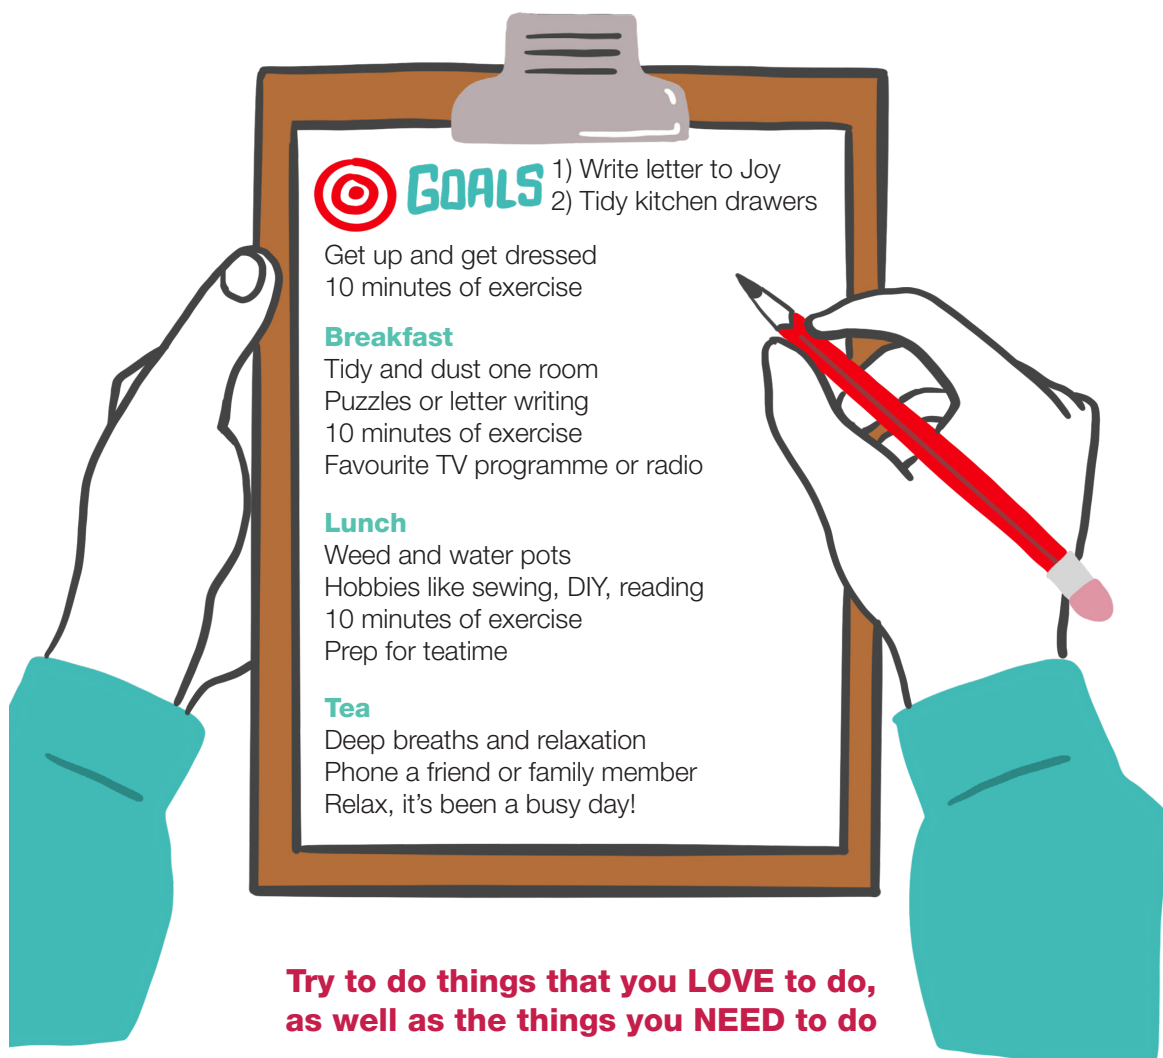 GOALS
1) Write letter to Joy
2) Tidy kitchen drawers
Get up and get dressed
10 minutes of exercise
Breakfast
Tidy and dust one room
Puzzles or letter writing
10 minutes of exercise
Favourite TV programme or radio
Lunch
Weed and water pots
Hobbies like sewing, DIY, reading
10 minutes of exercise
Prep for teatime
Tea
Deep breaths and relaxation
Phone a friend or family member
Relax, it’s been a busy day!
Try to do things that you LOVE to do,
as well as the things you NEED to do